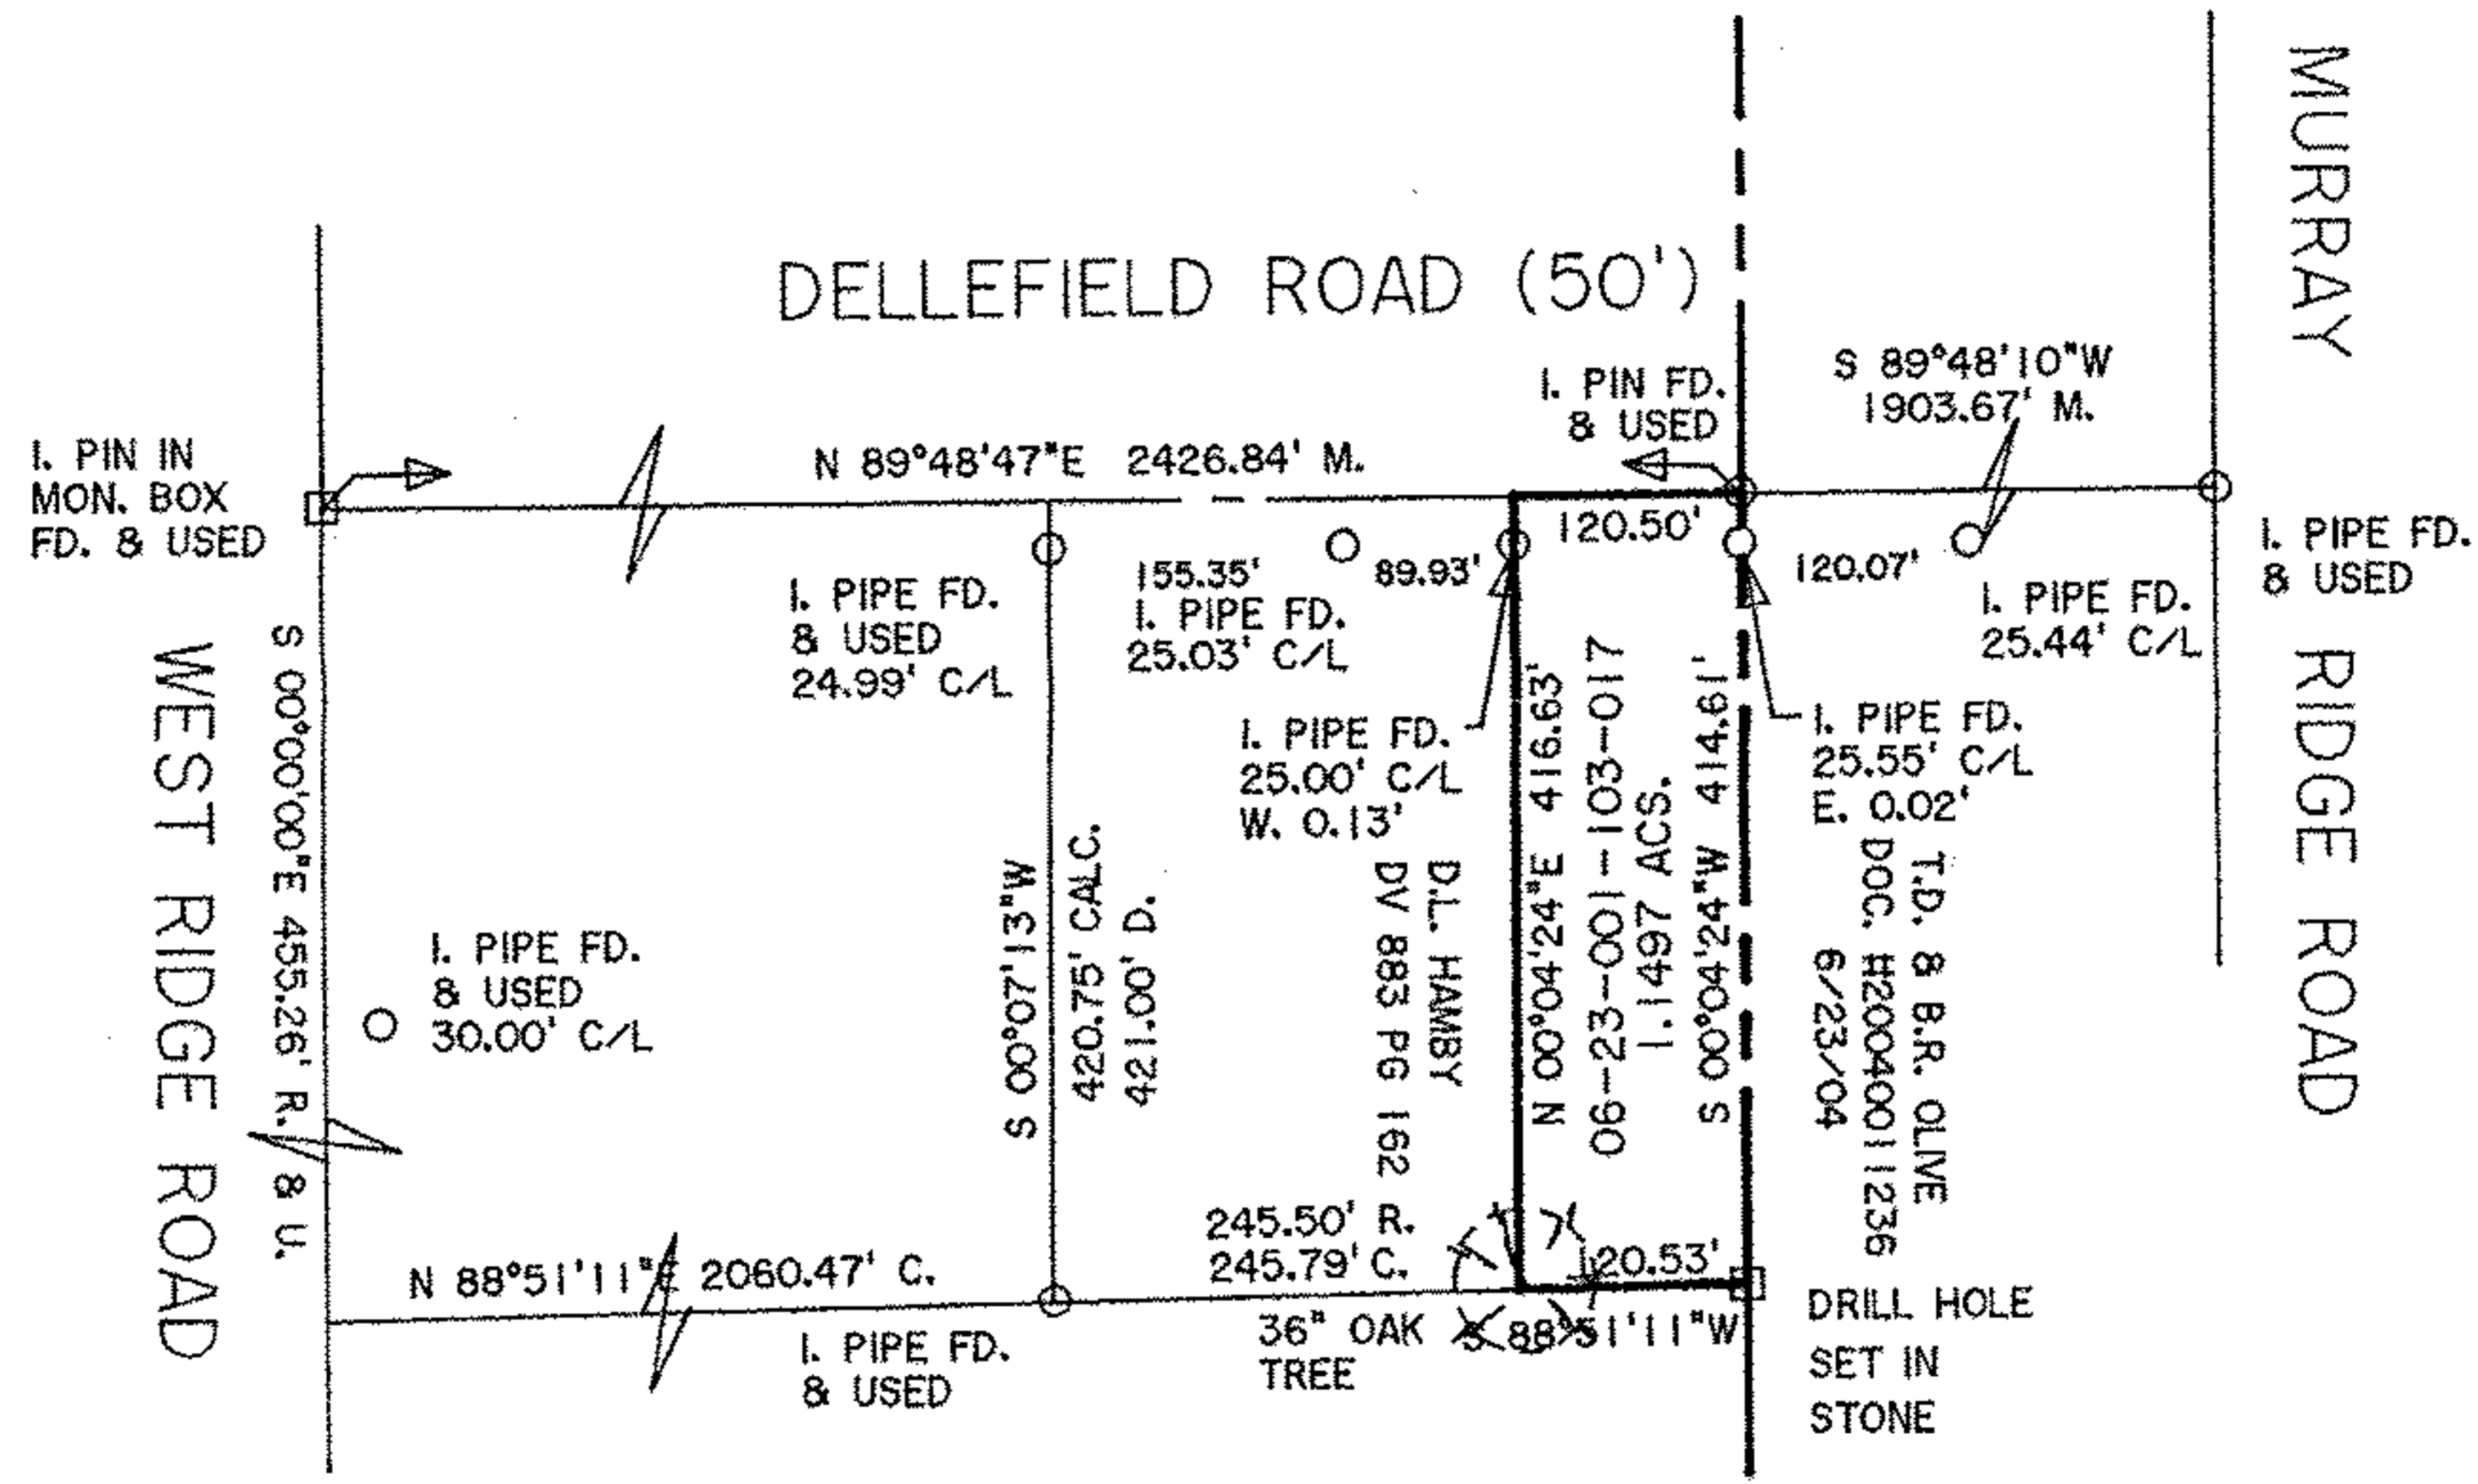 MURRAY RIDGE ROAD
DELLEFIELD ROAD (50')
S 89°48'10"W
1903.67' M.
I. PIN FD.
& USED
I. PIN IN
MON. BOX
FD. & USED
N 89°48'47"E 2426.84' M.
120.50'
I. PIPE FD.
& USED
155.35'
I. PIPE FD.
25.03' C/L
89.93'
120.07'
I. PIPE FD.
25.44' C/L
I. PIPE FD.
& USED
24.99' C/L
I. PIPE FD.
25.00' C/L
W. 0.13'
I. PIPE FD.
25.55' C/L
E. 0.02'
WEST RIDGE ROAD
S 00°00'00"E 455.26' R. & U.
I. PIPE FD.
& USED
30.00' C/L
S 00°07'13"W
420.75' CALC.
421.00' D.
D.L. HAMBY
DV 883 PG 162
N 00°04'24"E 416.63'
06-23-001-103-017
1.1497 ACS.
S 00°04'24"W 414.61'
T.D. & B.R. OLIVE
DOC. #20040011236
6/23/04
N 88°51'11"E 2060.47' C.
245.50' R.
245.79' C.
120.53'
I. PIPE FD.
& USED
36" OAK
TREE
S 88°51'11"W
DRILL HOLE
SET IN
STONE